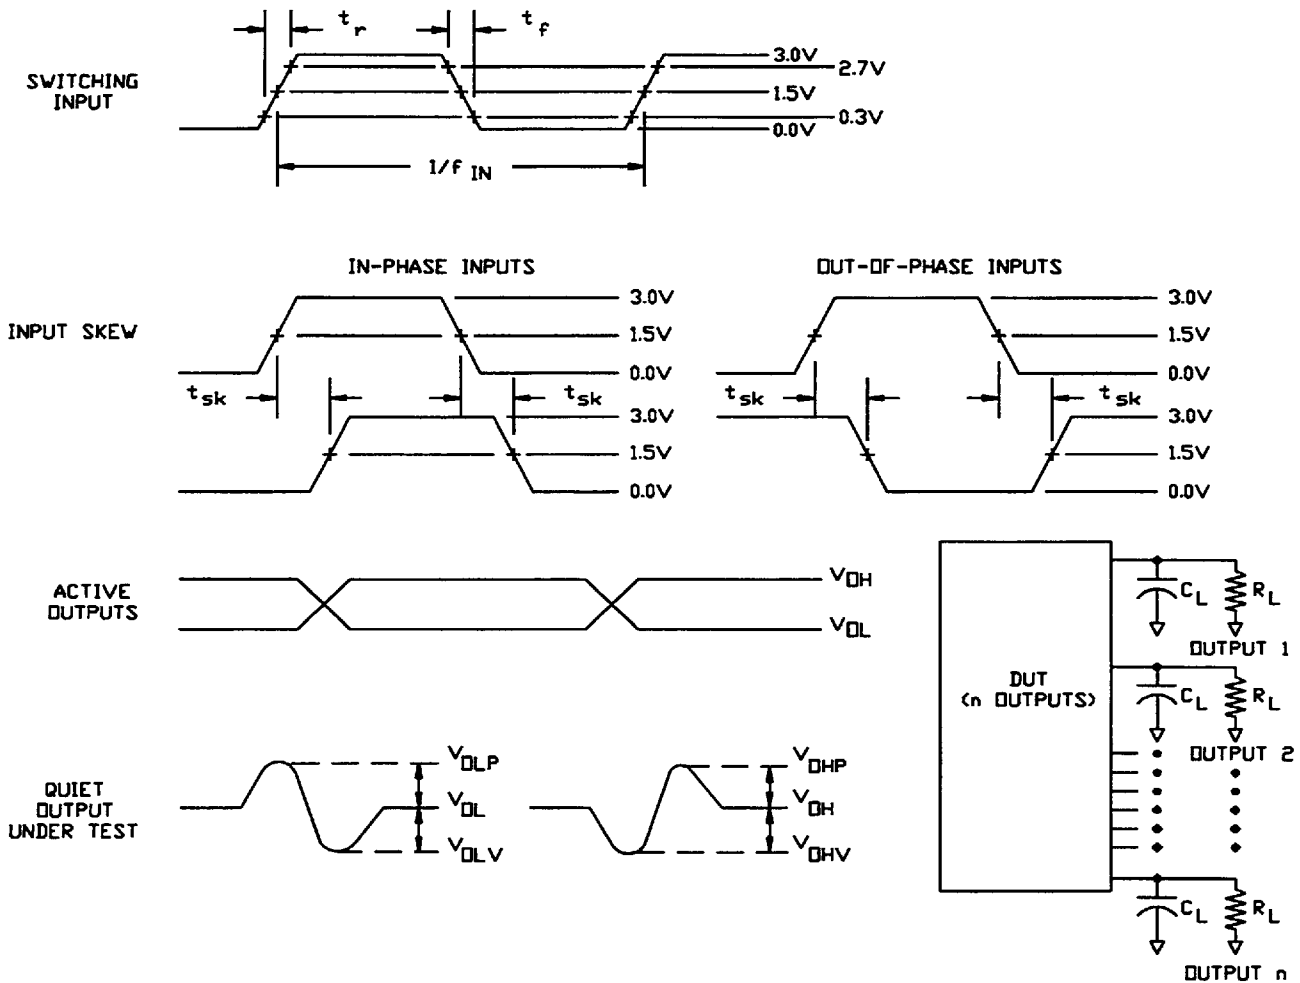 t r t f
3.0V
2.7V
SWITCHING
INPUT
1.5V
0.3V
0.0V
1/f IN
IN-PHASE INPUTS
OUT-OF-PHASE INPUTS
3.0V
3.0V
INPUT SKEW
1.5V
1.5V
0.0V
0.0V
t sk
t sk
t sk
t sk
3.0V
3.0V
1.5V
1.5V
0.0V
0.0V
ACTIVE
OUTPUTS
V OH
V OL
DUT
(n OUTPUTS)
C L
R L
OUTPUT 1
C L
R L
OUTPUT 2
QUIET
OUTPUT
UNDER TEST
V OLP
V OL
V OLV
V OHP
V OH
V OHV
C L
R L
OUTPUT n